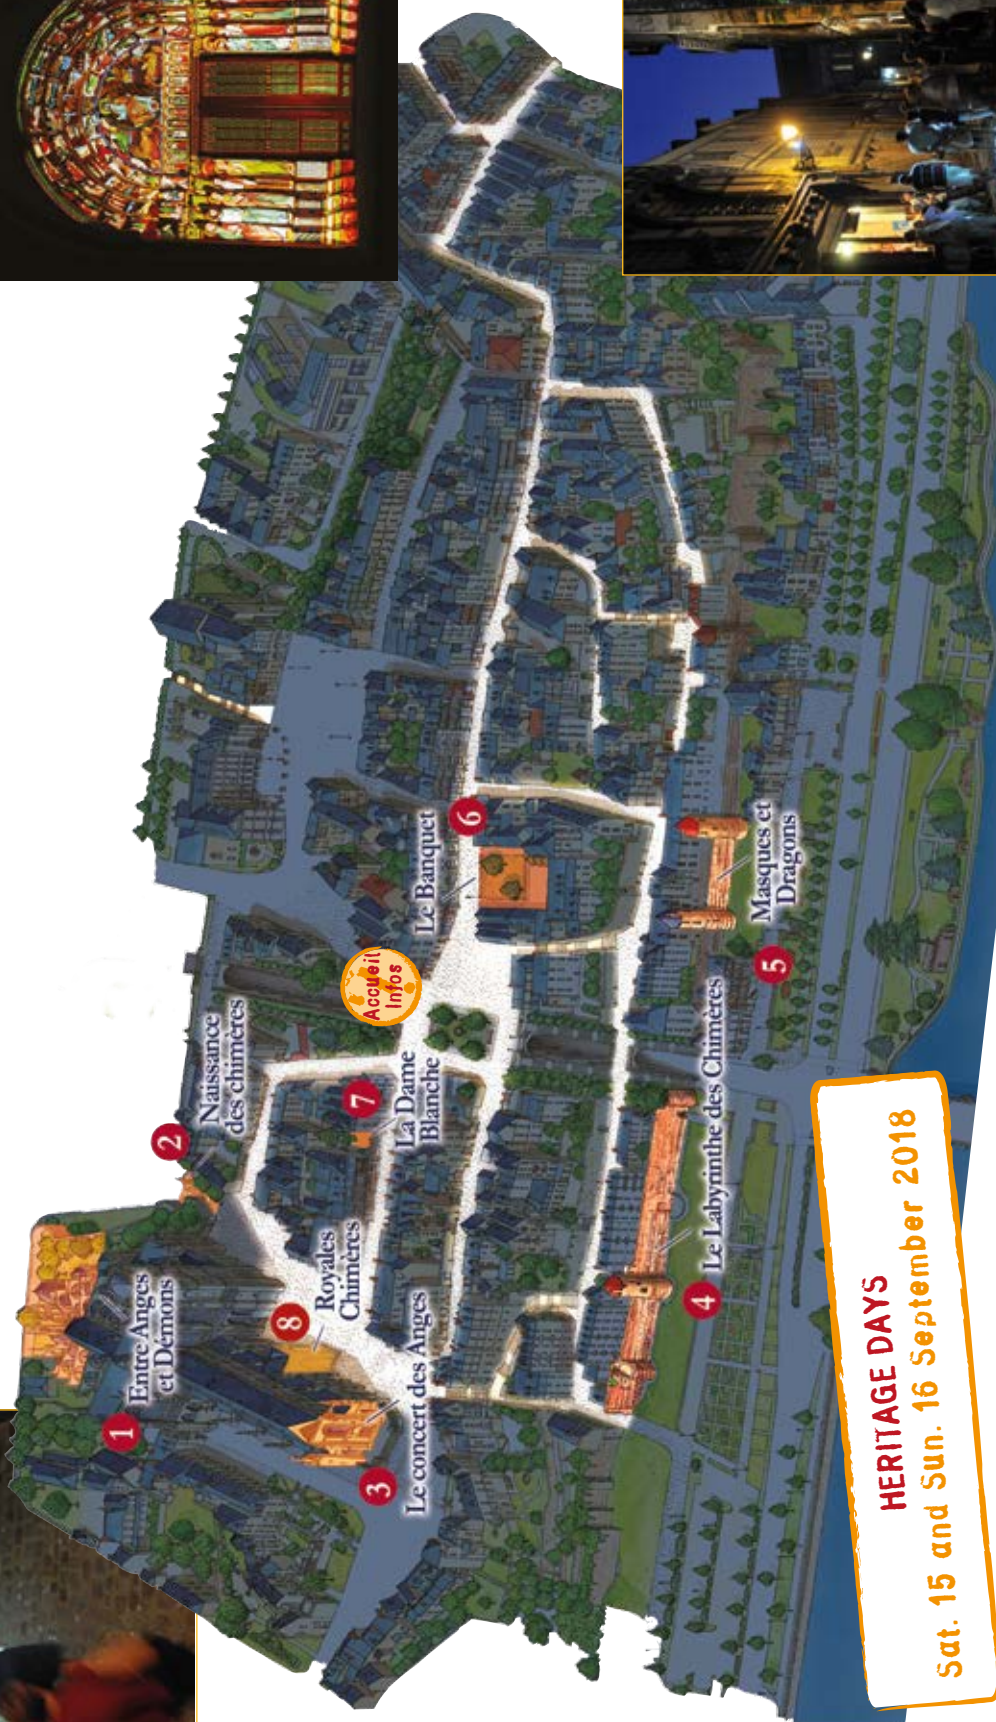 1
Entre Anges
et Démons
2
Naissance
des chimères
3
Le concert des Anges
4
Le Labyrinthe des Chimères
5
Masques et
Dragons
6
Le Banquet
7
La Dame
Blanche
8
Royales
Chimères
Accueil
Infos
HERITAGE DAYS
Sat. 15 and Sun. 16 September 2018